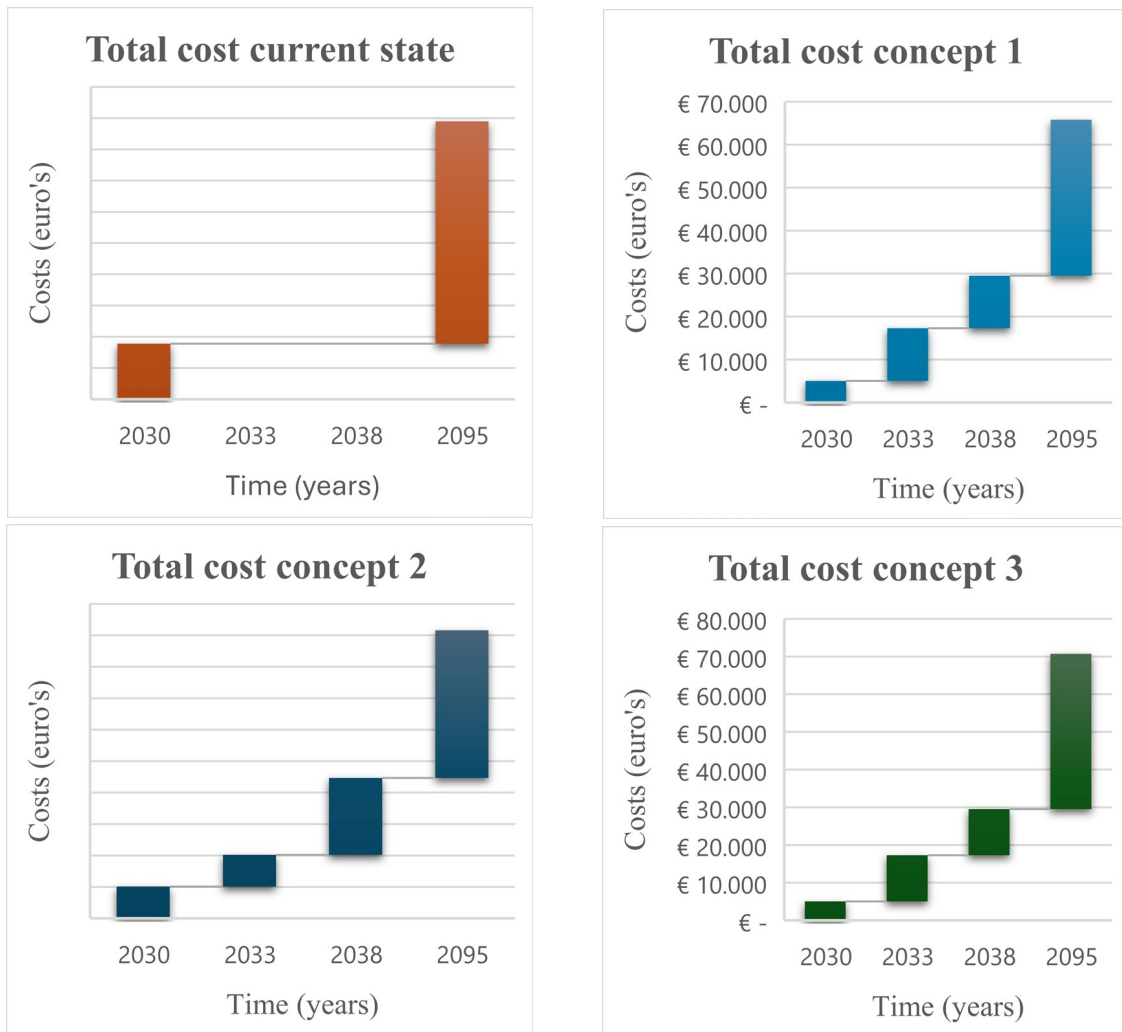 Total cost current state
Costs (euro's)
2030 2033 2038 2095
Time (years)
Total cost concept 1
€ 70.000
€ 60.000
€ 50.000
€ 40.000
€ 30.000
€ 20.000
€ 10.000
€ -
Costs (euro's)
2030 2033 2038 2095
Time (years)
Total cost concept 2
Costs (euro's)
2030 2033 2038 2095
Time (years)
Total cost concept 3
€ 80.000
€ 70.000
€ 60.000
€ 50.000
€ 40.000
€ 30.000
€ 20.000
€ 10.000
€ -
Costs (euro's)
2030 2033 2038 2095
Time (years)